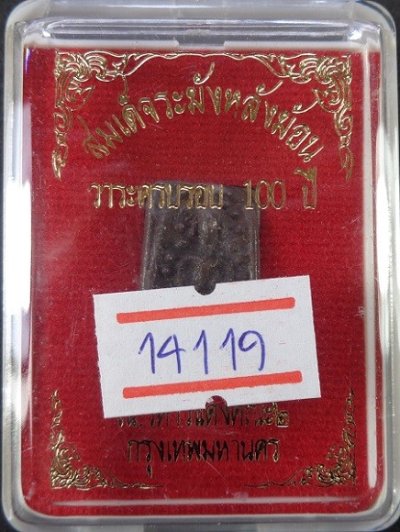 สมเด็จระฆังหลังฆ้อน
วาระครบรอบ 100 ปี
14119
กรุงเทพมหานคร